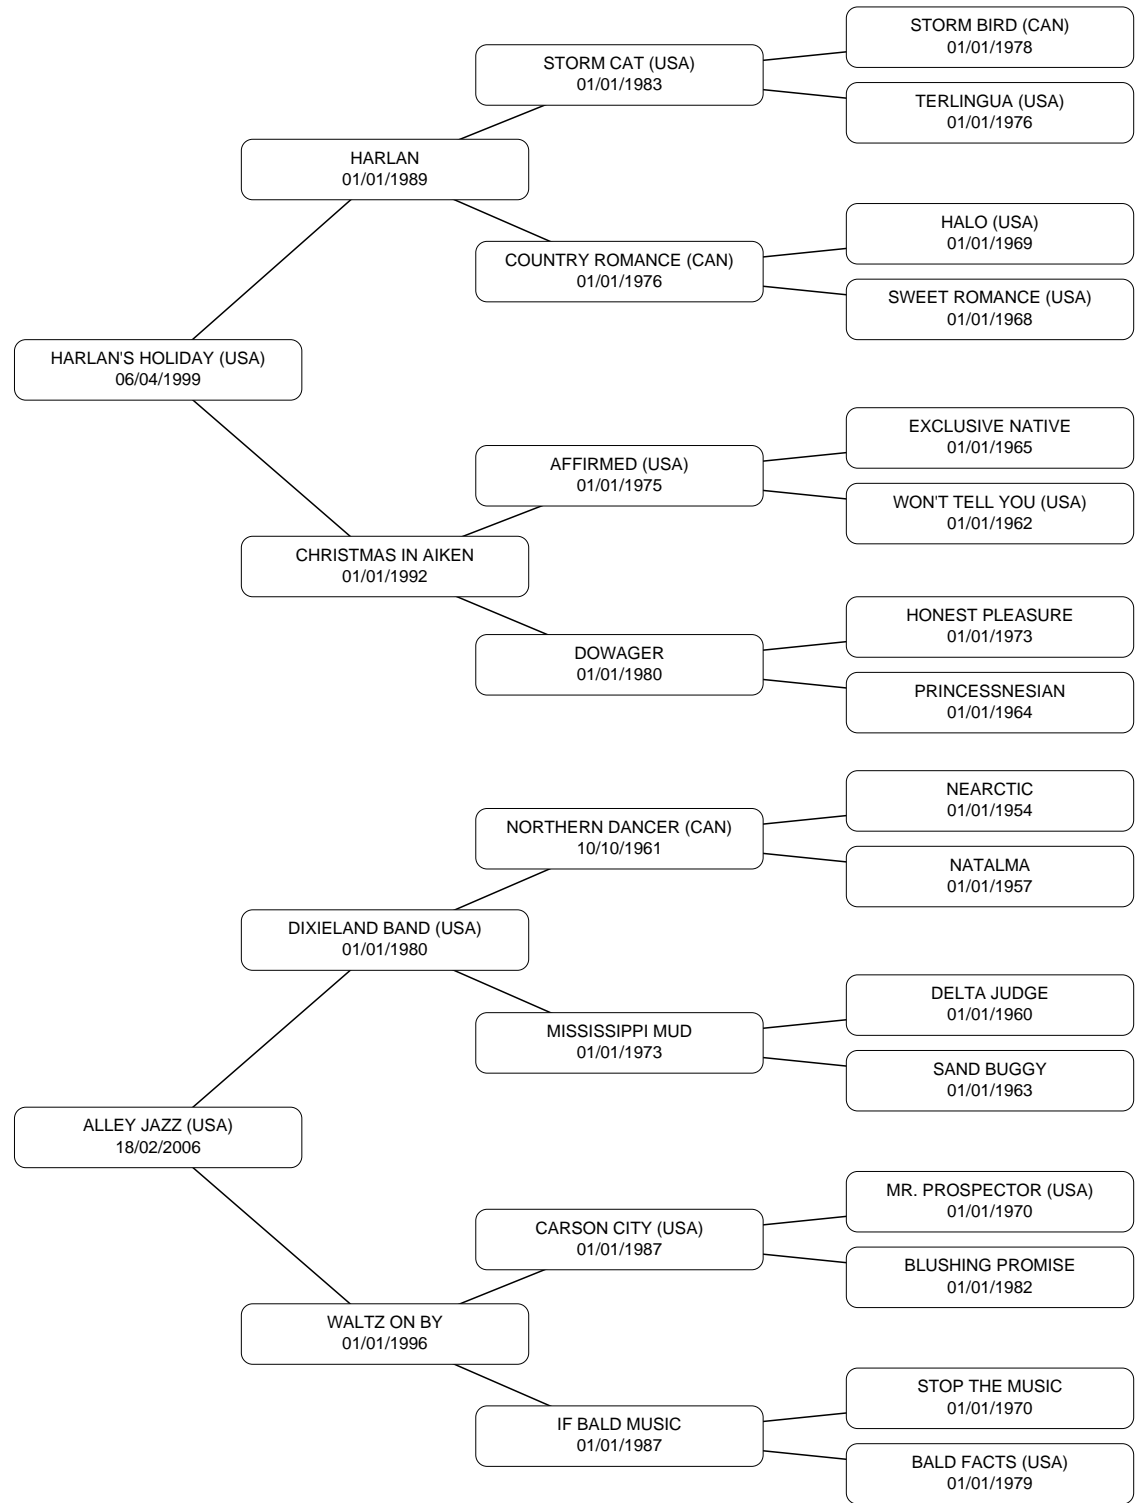 STORM BIRD (CAN)
01/01/1978
STORM CAT (USA)
01/01/1983
TERLINGUA (USA)
01/01/1976
HARLAN
01/01/1989
HALO (USA)
01/01/1969
COUNTRY ROMANCE (CAN)
01/01/1976
SWEET ROMANCE (USA)
01/01/1968
HARLAN'S HOLIDAY (USA)
06/04/1999
EXCLUSIVE NATIVE
01/01/1965
AFFIRMED (USA)
01/01/1975
WON'T TELL YOU (USA)
01/01/1962
CHRISTMAS IN AIKEN
01/01/1992
HONEST PLEASURE
01/01/1973
DOWAGER
01/01/1980
PRINCESSNESIAN
01/01/1964
NEARCTIC
01/01/1954
NORTHERN DANCER (CAN)
10/10/1961
NATALMA
01/01/1957
DIXIELAND BAND (USA)
01/01/1980
DELTA JUDGE
01/01/1960
MISSISSIPPI MUD
01/01/1973
SAND BUGGY
01/01/1963
ALLEY JAZZ (USA)
18/02/2006
MR. PROSPECTOR (USA)
01/01/1970
CARSON CITY (USA)
01/01/1987
BLUSHING PROMISE
01/01/1982
WALTZ ON BY
01/01/1996
STOP THE MUSIC
01/01/1970
IF BALD MUSIC
01/01/1987
BALD FACTS (USA)
01/01/1979